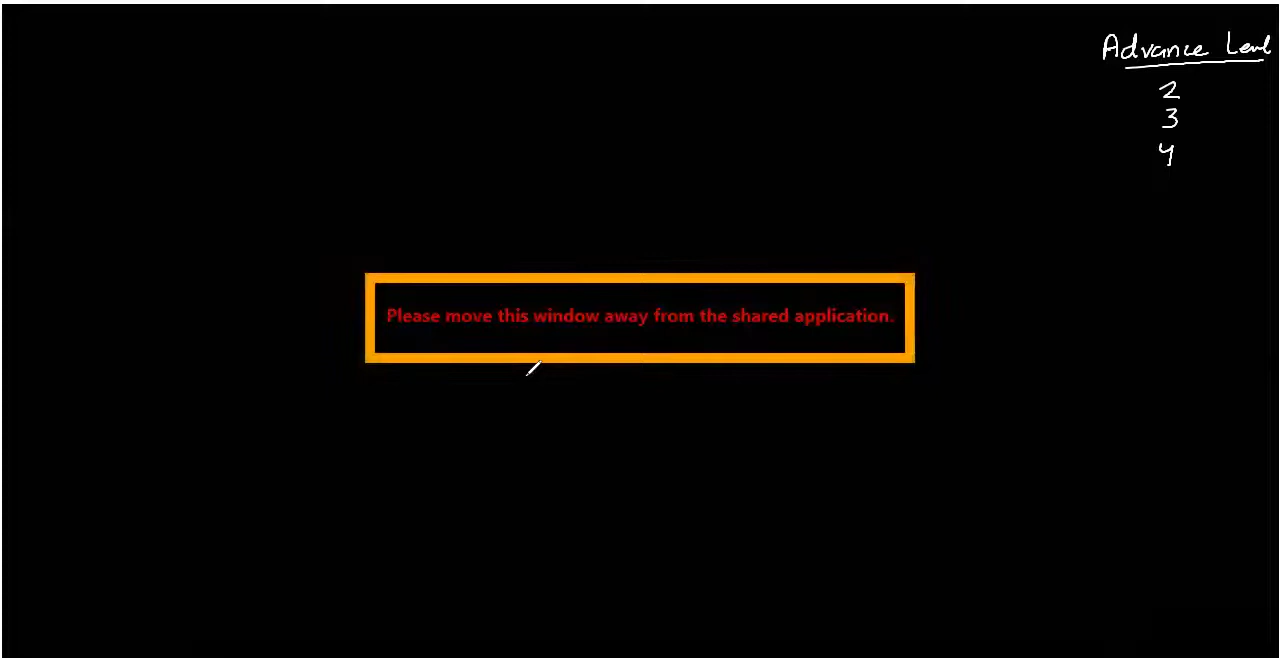 Advance Level
2
3
4
Please move this window away from the shared application.